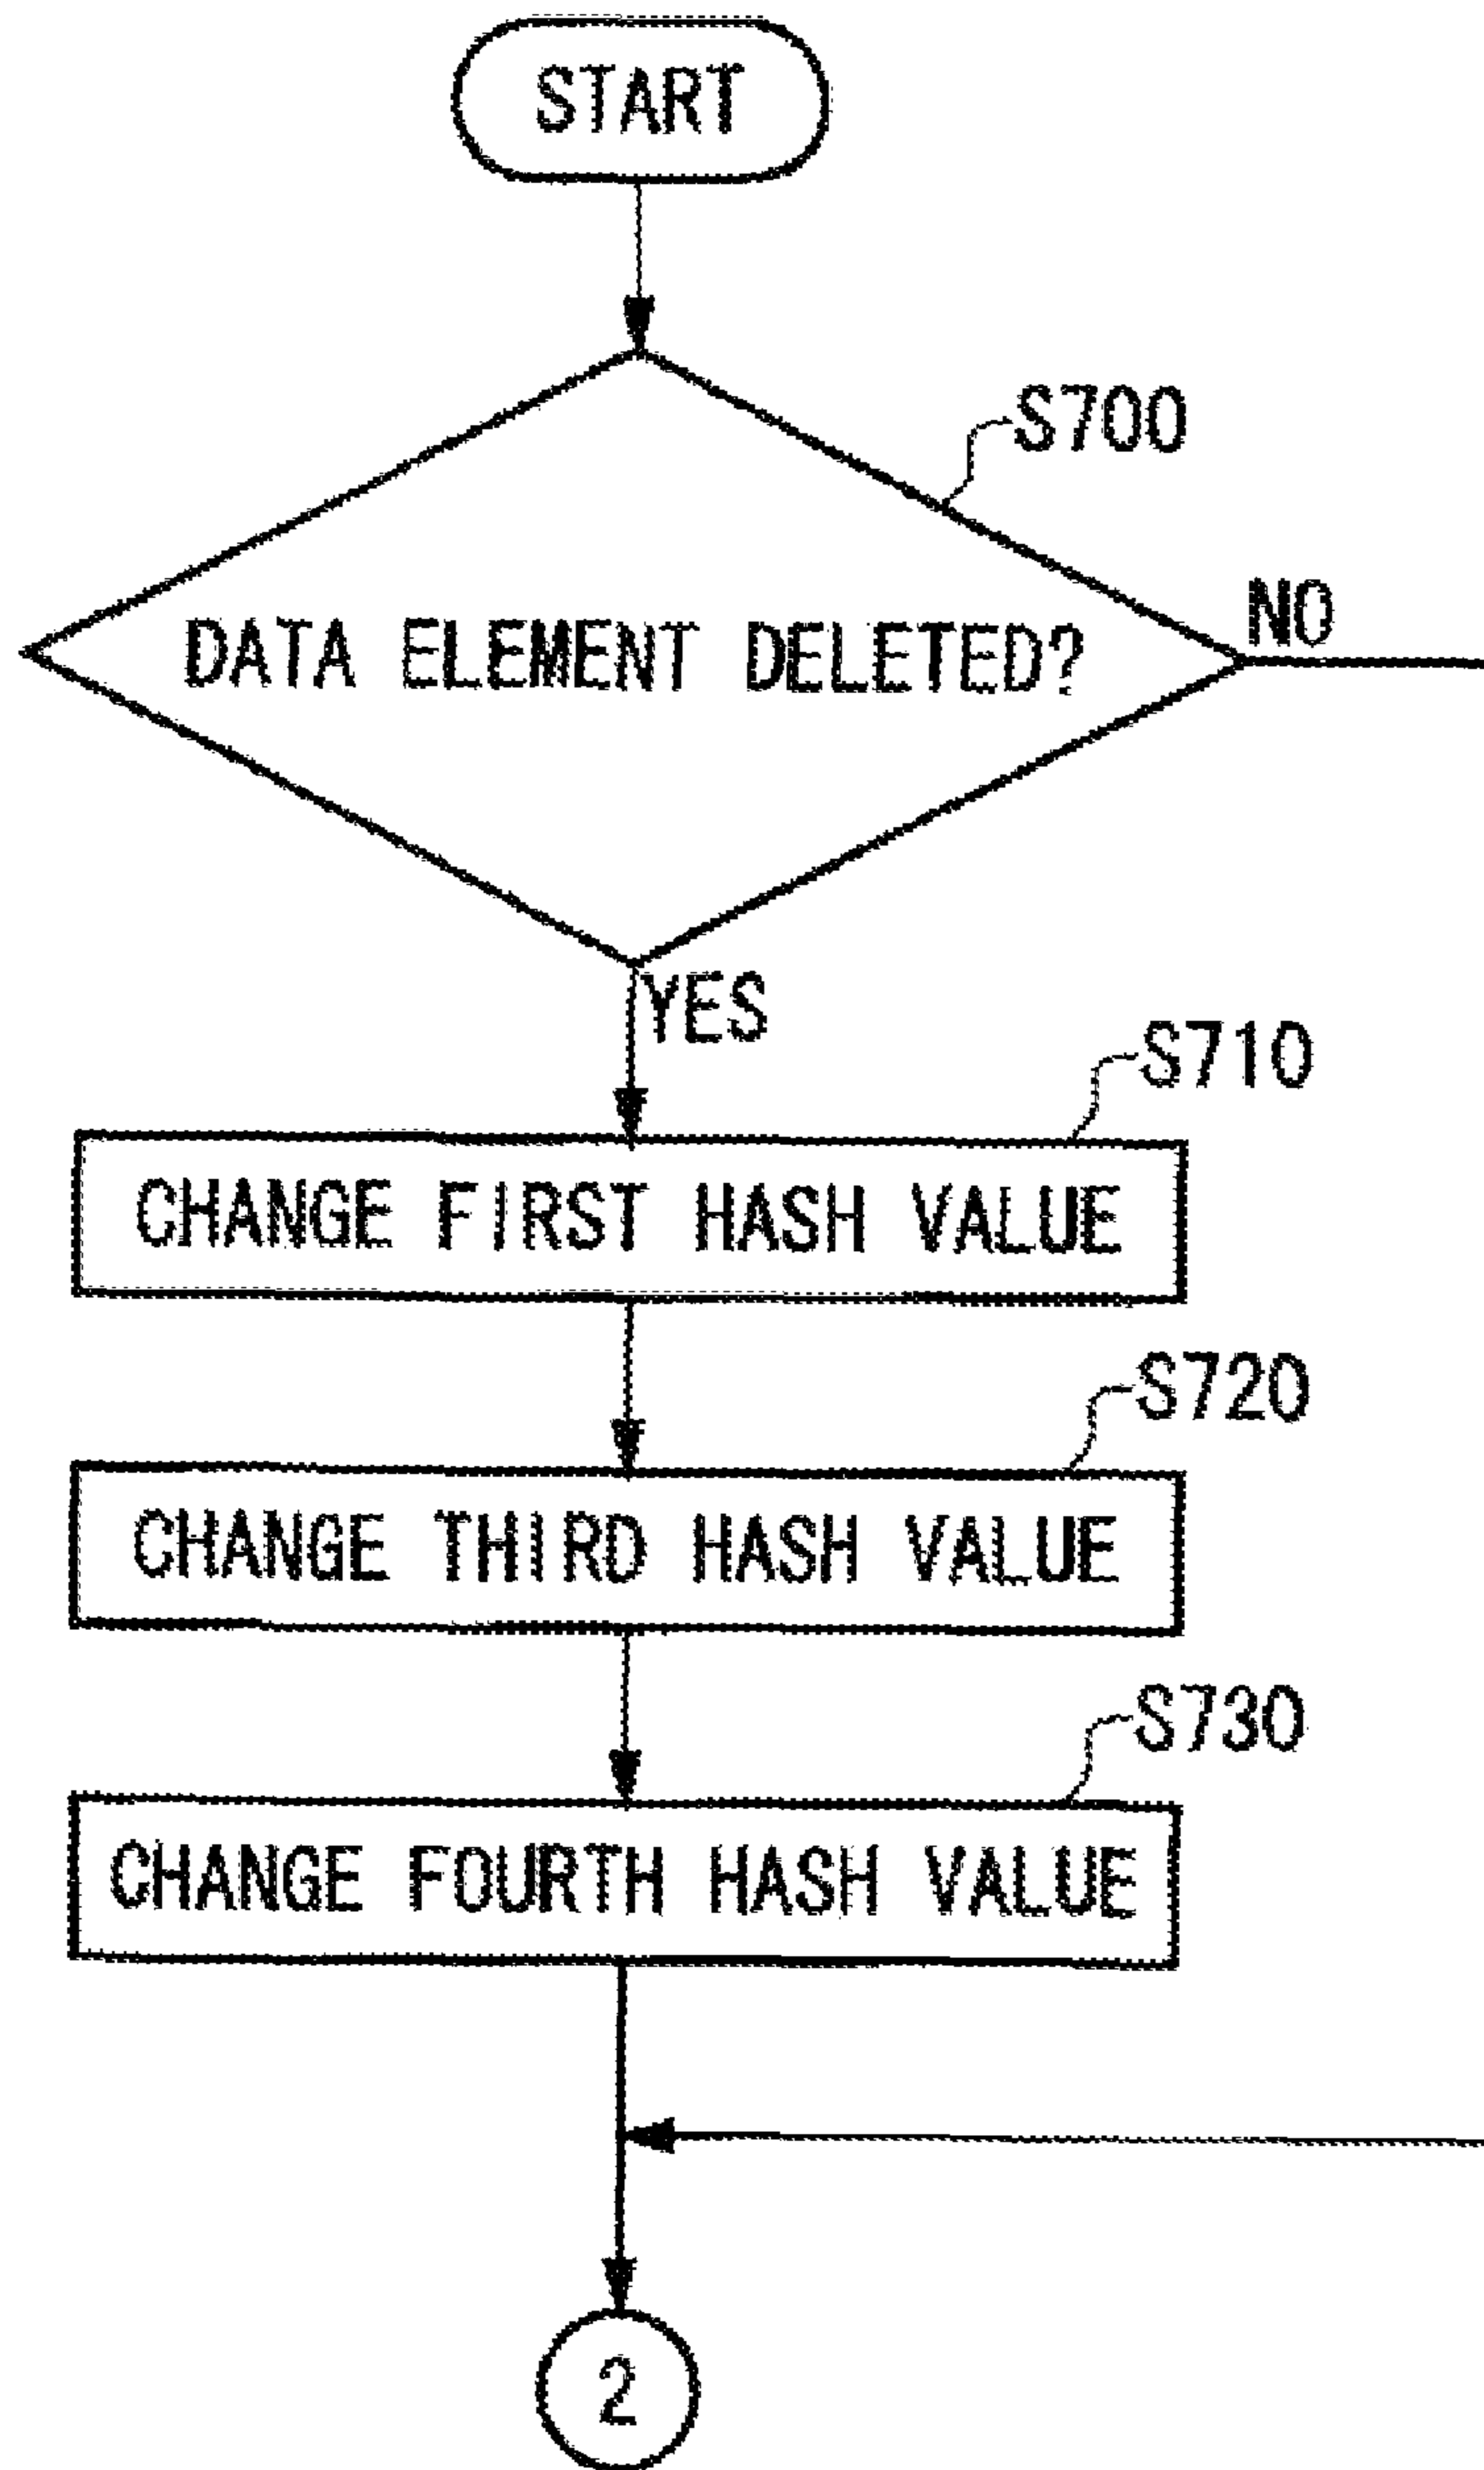 START
S700
DATA ELEMENT DELETED?
NO
YES
S710
CHANGE FIRST HASH VALUE
S720
CHANGE THIRD HASH VALUE
S730
CHANGE FOURTH HASH VALUE
2